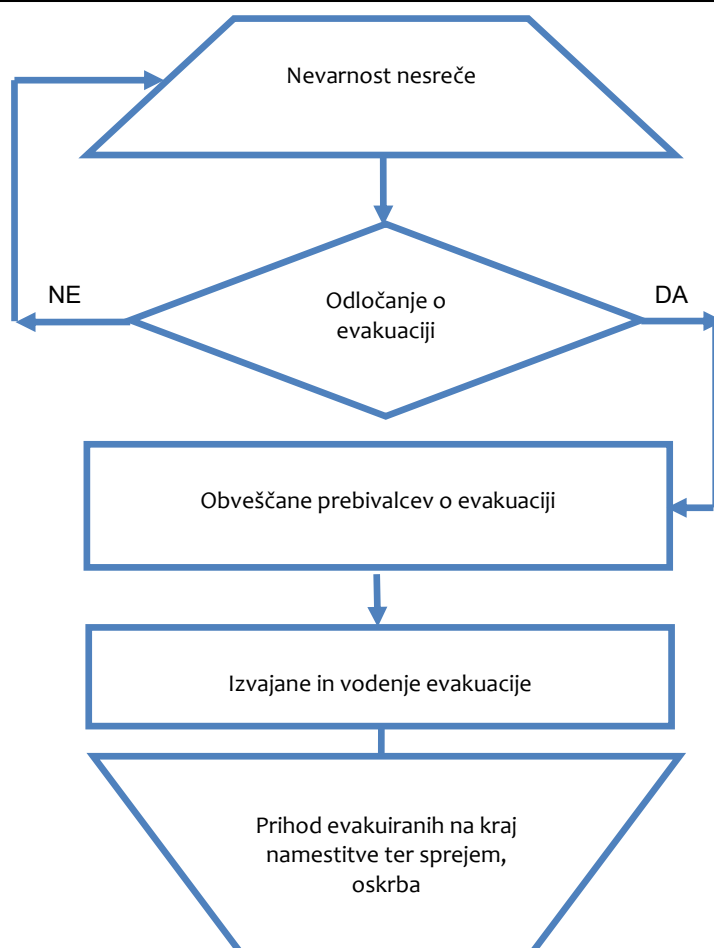 Nevarnost nesreče
NE
DA
Odločanje o
evakuaciji
Obveščane prebivalcev o evakuaciji
Izvajane in vodenje evakuacije
Prihod evakuiranih na kraj
namestitve ter sprejem,
oskrba